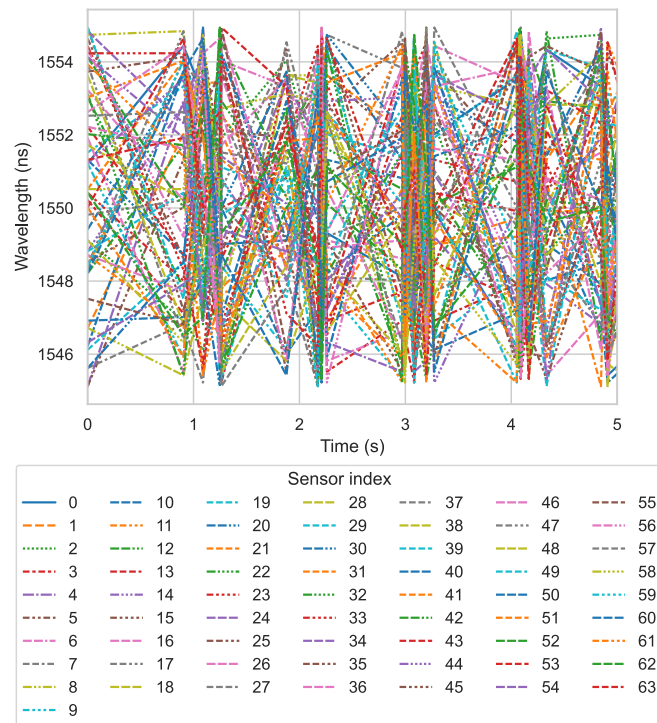 1554
1552
1550
1548
1546
Wavelength (ns)
0 1 2 3 4 5
Time (s)
Sensor index
0 10 19 28 37 46 55
1 11 20 29 38 47 56
2 12 21 30 39 48 57
3 13 22 31 40 49 58
4 14 23 32 41 50 59
5 15 24 33 42 51 60
6 16 25 34 43 52 61
7 17 26 35 44 53 62
8 18 27 36 45 54 63
9